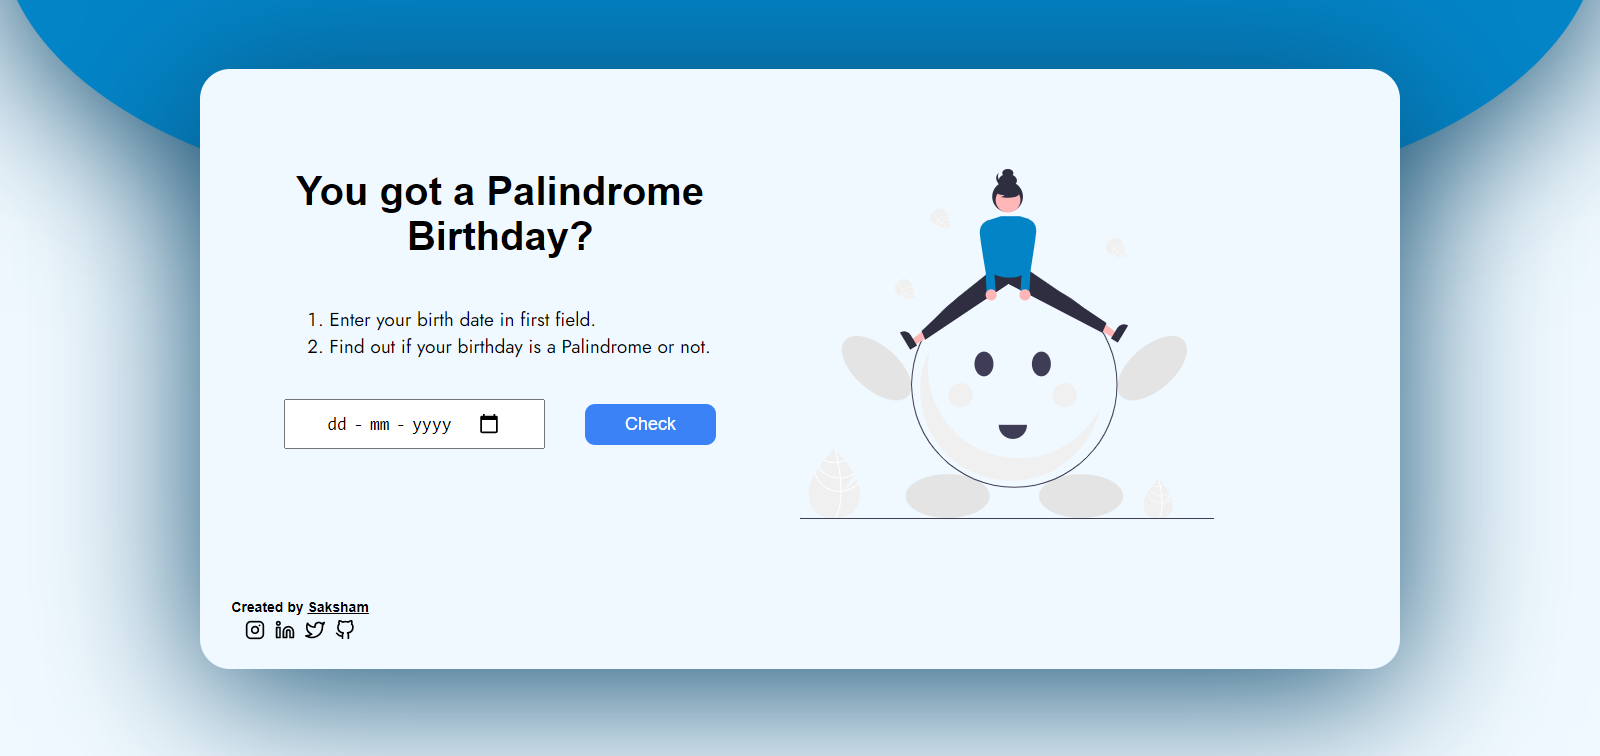 You got a Palindrome
Birthday?
1. Enter your birth date in first field.
2. Find out if your birthday is a Palindrome or not.
dd - mm - yyyy
Check
Created by Saksham